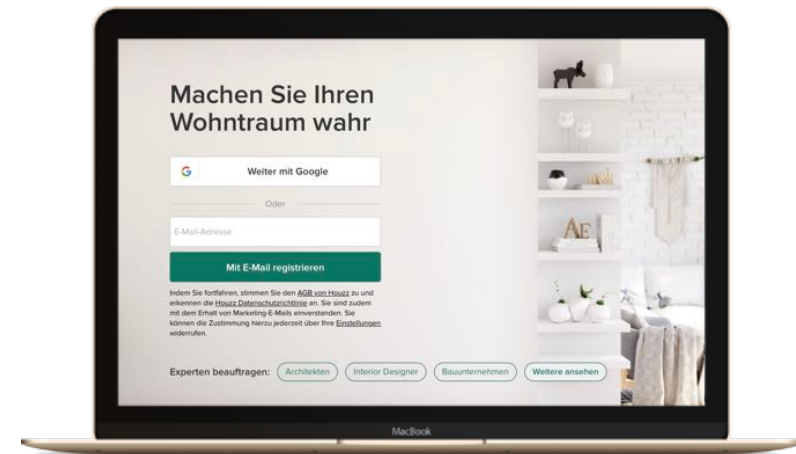 Machen Sie Ihren
Wohntraum wahr
G Weiter mit Google
Oder
E-Mail-Adresse
Mit E-Mail registrieren
Indem Sie fortfahren, stimmen Sie den AGB von Houzz zu und
erkennen die Houzz Datenschutzrichtlinie an. Sie sind zudem
mit dem Erhalt von Marketing-E-Mails einverstanden. Sie
können die Zustimmung hierzu jederzeit über Ihre Einstellungen
widerrufen.
AE
Experten beauftragen: Architekten Interior Designer Bauunternehmen Weitere ansehen
MacBook